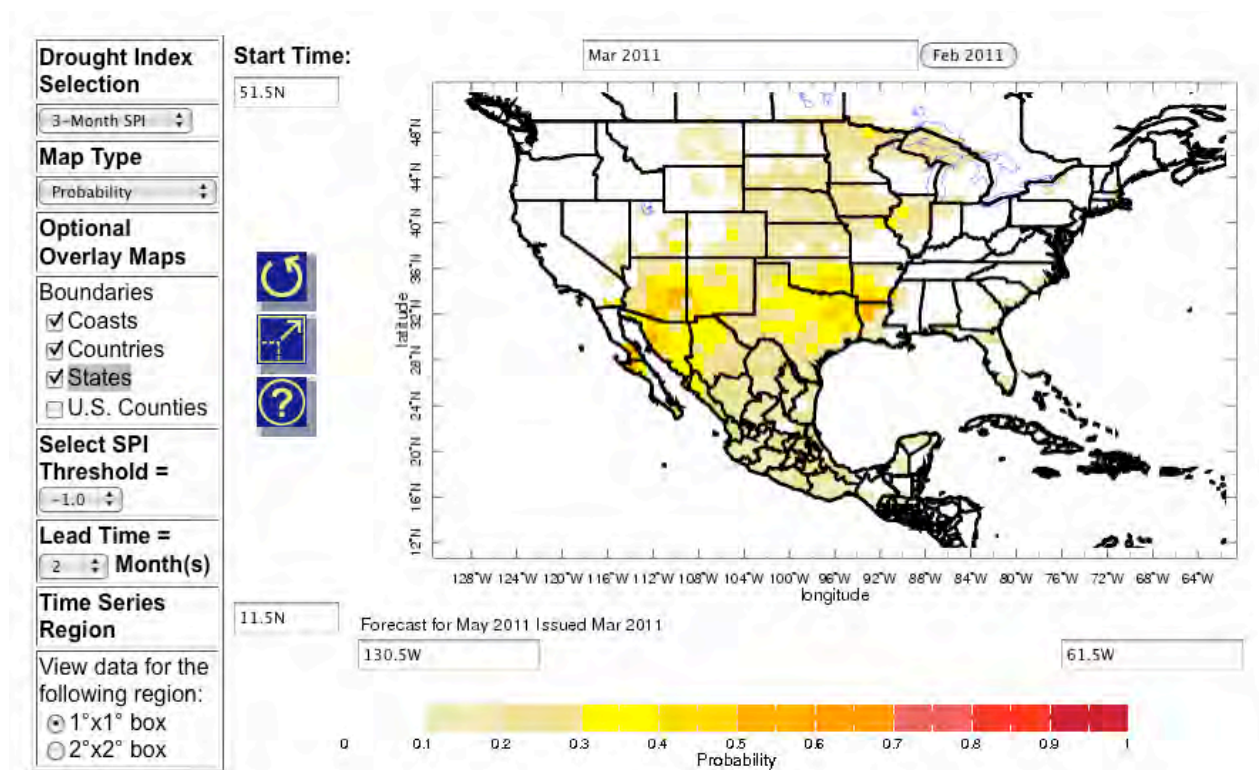 Drought Index
Selection
3-Month SPI
Map Type
Probability
Optional
Overlay Maps
Boundaries
Coasts
Countries
States
U.S. Counties
Select SPI
Threshold =
-1.0
Lead Time =
2 Month(s)
Time Series
Region
View data for the
following region:
1°x1° box
2°x2° box
Start Time:
Mar 2011
Feb 2011
51.5N
?
latitude
48°N
44°N
40°N
36°N
32°N
28°N
24°N
20°N
16°N
12°N
128°W 124°W 120°W 116°W 112°W 108°W 104°W 100°W 96°W 92°W 88°W 84°W 80°W 76°W 72°W 68°W 64°W
longitude
11.5N
Forecast for May 2011 Issued Mar 2011
130.5W
61.5W
0 0.1 0.2 0.3 0.4 0.5 0.6 0.7 0.8 0.9 1
Probability